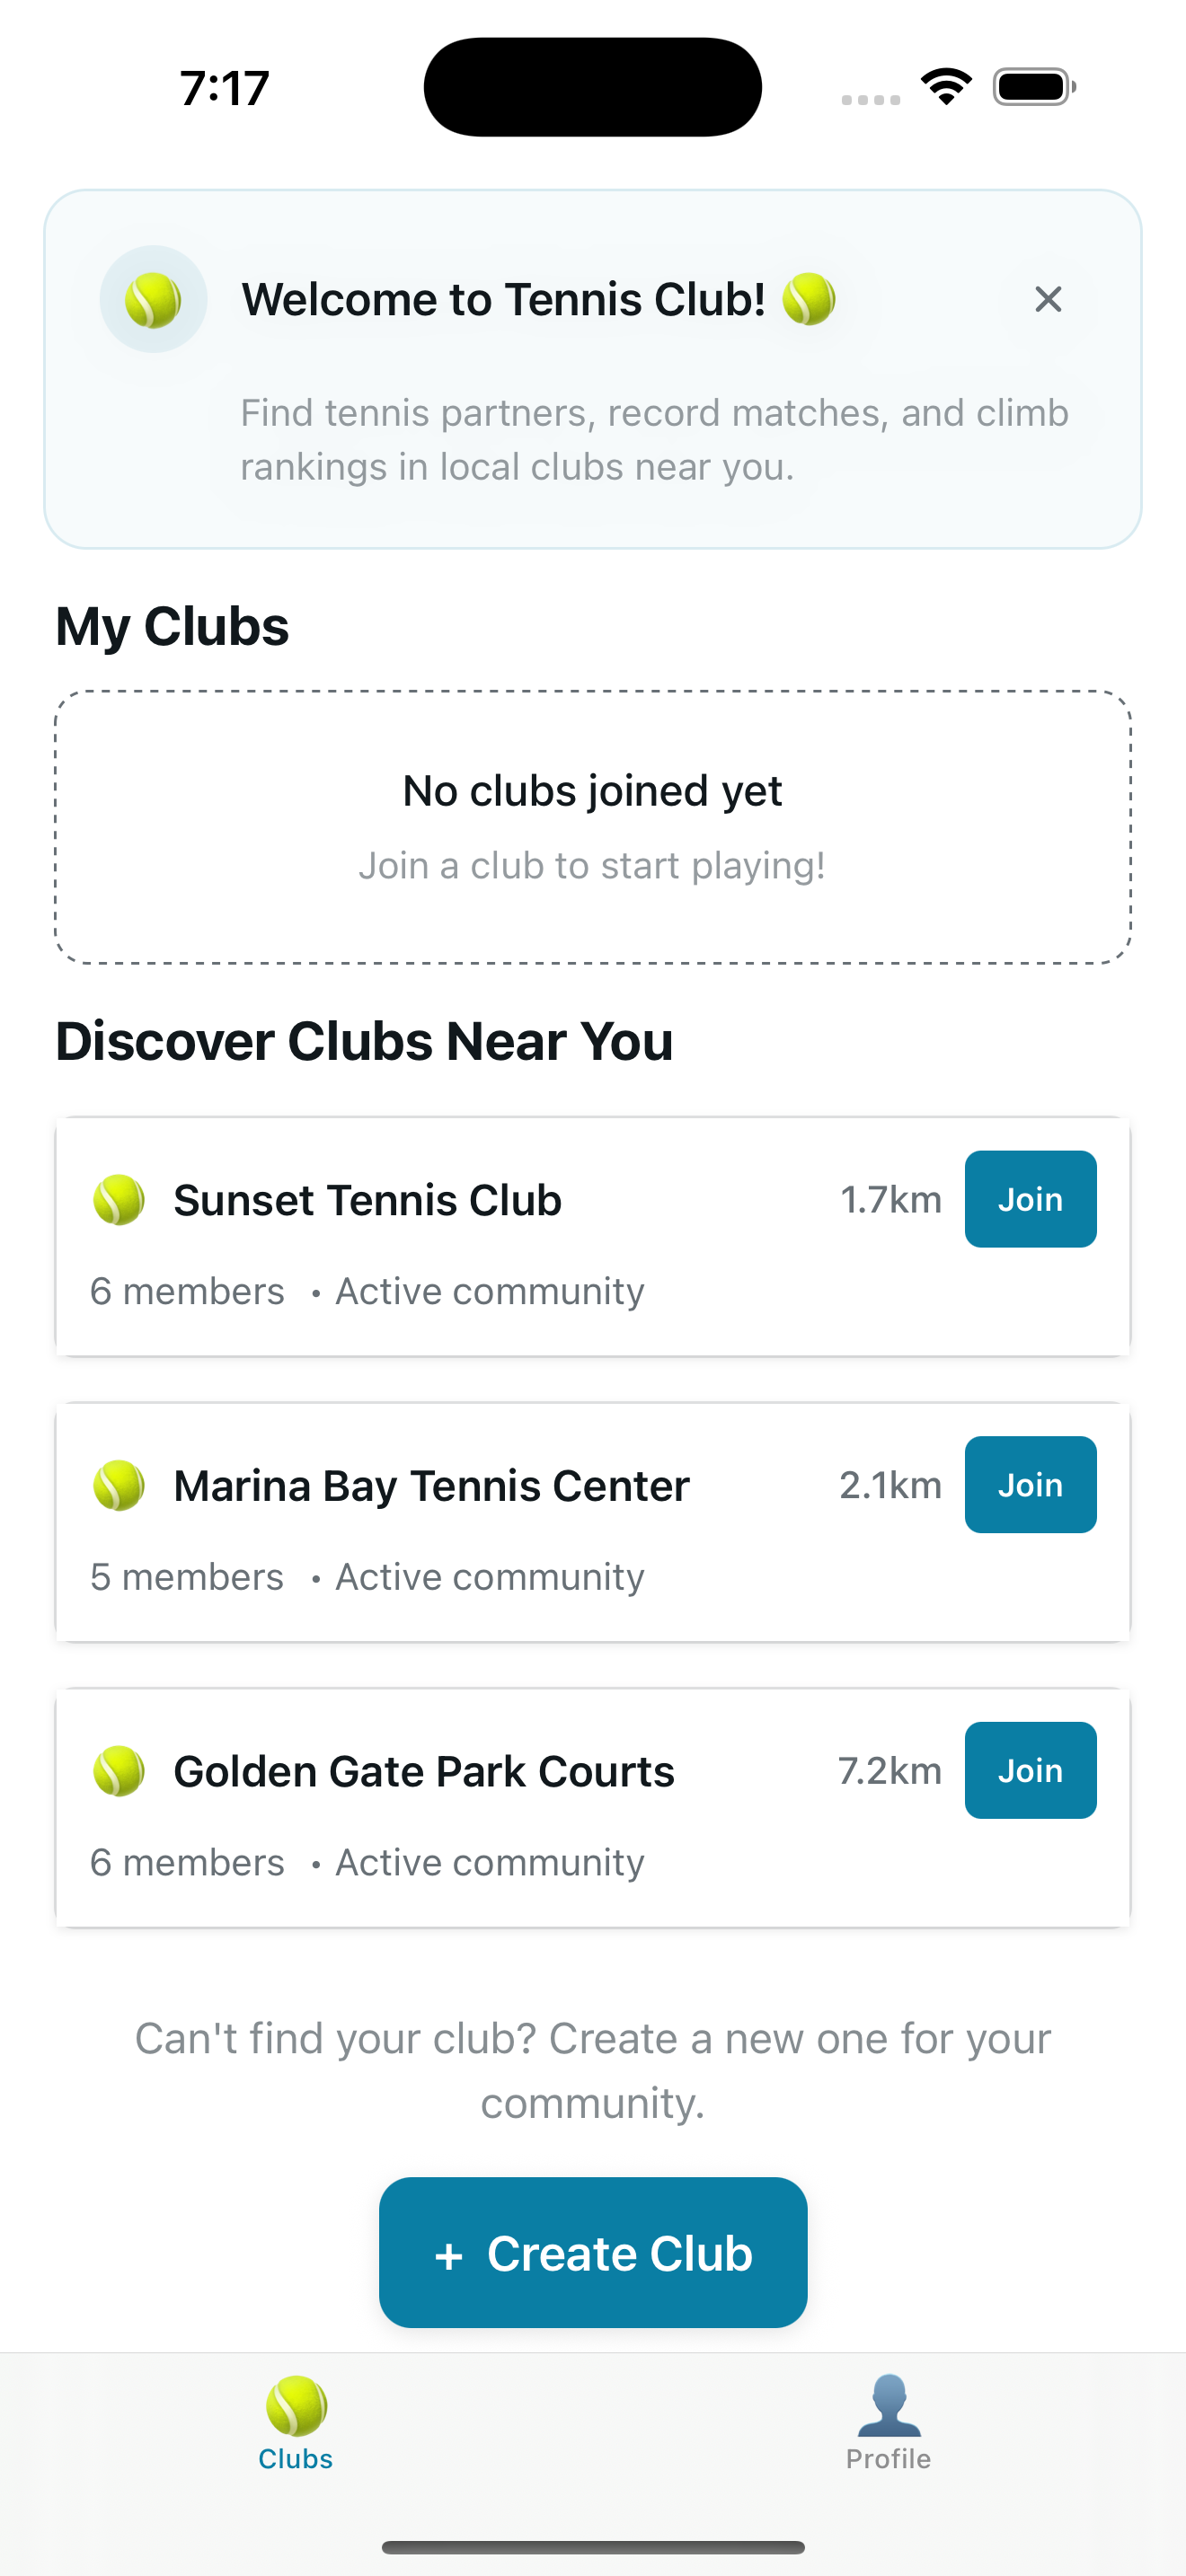 7:17
Welcome to Tennis Club! 🎾
Find tennis partners, record matches, and climb
rankings in local clubs near you.
My Clubs
No clubs joined yet
Join a club to start playing!
Discover Clubs Near You
Sunset Tennis Club 1.7km Join
6 members • Active community
Marina Bay Tennis Center 2.1km Join
5 members • Active community
Golden Gate Park Courts 7.2km Join
6 members • Active community
Can't find your club? Create a new one for your
community.
+ Create Club
Clubs Profile